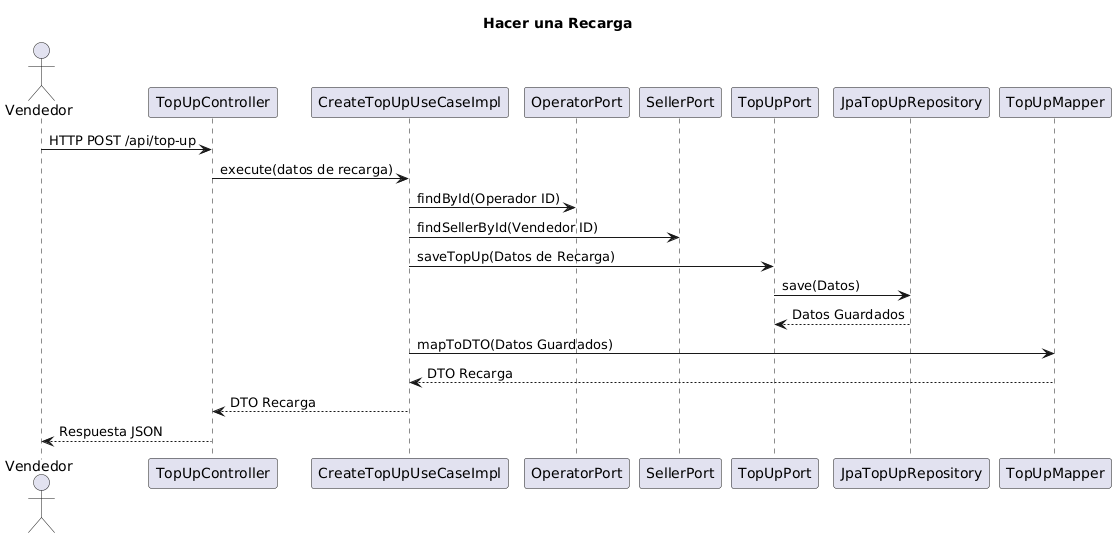 Hacer una Recarga
Vendedor
TopUpController
CreateTopUpUseCaseImpl
OperatorPort
SellerPort
TopUpPort
JpaTopUpRepository
TopUpMapper
HTTP POST /api/top-up
execute(datos de recarga)
findById(Operador ID)
findSellerById(Vendedor ID)
saveTopUp(Datos de Recarga)
save(Datos)
Datos Guardados
mapToDTO(Datos Guardados)
DTO Recarga
DTO Recarga
Respuesta JSON
Vendedor
TopUpController
CreateTopUpUseCaseImpl
OperatorPort
SellerPort
TopUpPort
JpaTopUpRepository
TopUpMapper